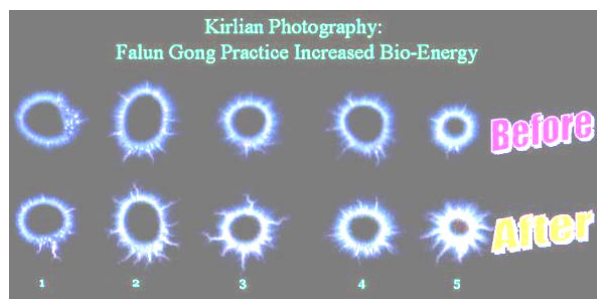 Kirlian Photography:
Falun Gong Practice Increased Bio-Energy
Before
After
1 2 3 4 5